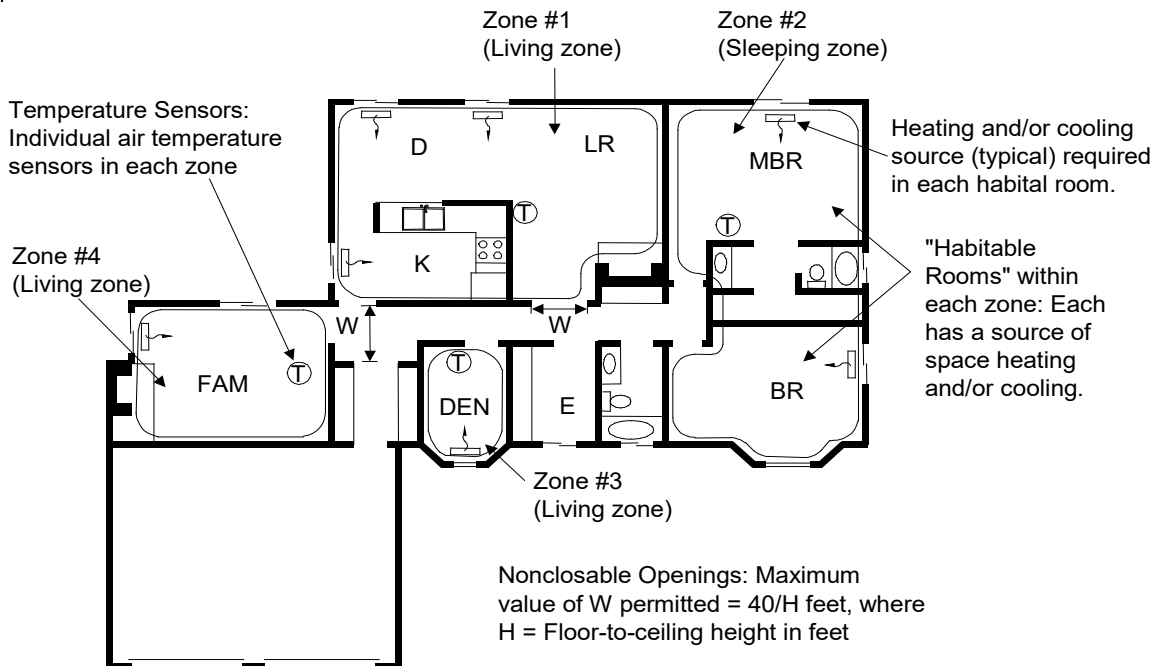 Zone #1
(Living zone)
Zone #2
(Sleeping zone)
Temperature Sensors:
Individual air temperature
sensors in each zone
Heating and/or cooling
source (typical) required
in each habital room.
D
LR
MBR
T
T
K
"Habitable
Rooms" within
each zone: Each
has a source of
space heating
and/or cooling.
Zone #4
(Living zone)
W
W
T
T
FAM
DEN
E
BR
Zone #3
(Living zone)
Nonclosable Openings: Maximum
value of W permitted = 40/H feet, where
H = Floor-to-ceiling height in feet